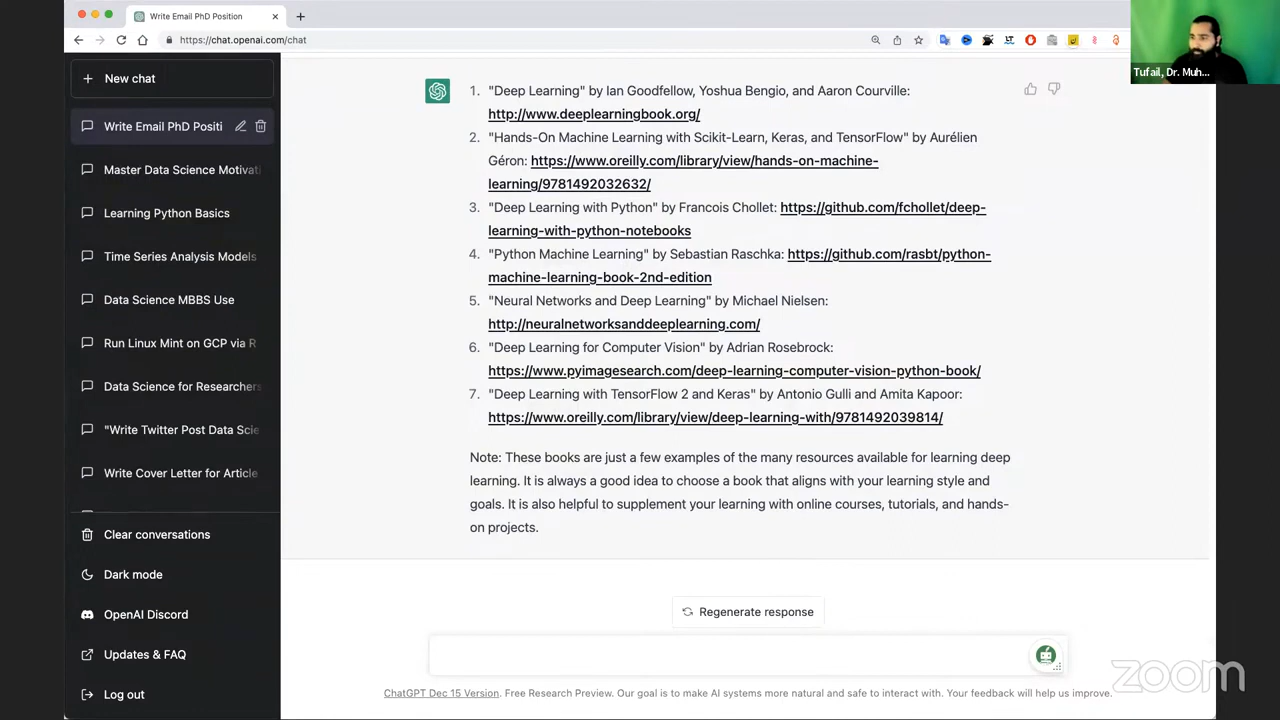 Write Email PhD Position
https://chat.openai.com/chat
Tufail, Dr. Muh...
New chat
Write Email PhD Positi
Master Data Science Motivati
Learning Python Basics
Time Series Analysis Models
Data Science MBBS Use
Run Linux Mint on GCP via R
Data Science for Researchers
"Write Twitter Post Data Scie
Write Cover Letter for Article
Clear conversations
Dark mode
OpenAI Discord
Updates & FAQ
Log out
1. "Deep Learning" by Ian Goodfellow, Yoshua Bengio, and Aaron Courville:
http://www.deeplearningbook.org/
2. "Hands-On Machine Learning with Scikit-Learn, Keras, and TensorFlow" by Aurélien
Géron: https://www.oreilly.com/library/view/hands-on-machine-
learning/9781492032632/
3. "Deep Learning with Python" by Francois Chollet: https://github.com/fchollet/deep-
learning-with-python-notebooks
4. "Python Machine Learning" by Sebastian Raschka: https://github.com/rasbt/python-
machine-learning-book-2nd-edition
5. "Neural Networks and Deep Learning" by Michael Nielsen:
http://neuralnetworksanddeeplearning.com/
6. "Deep Learning for Computer Vision" by Adrian Rosebrock:
https://www.pyimagesearch.com/deep-learning-computer-vision-python-book/
7. "Deep Learning with TensorFlow 2 and Keras" by Antonio Gulli and Amita Kapoor:
https://www.oreilly.com/library/view/deep-learning-with/9781492039814/
Note: These books are just a few examples of the many resources available for learning deep
learning. It is always a good idea to choose a book that aligns with your learning style and
goals. It is also helpful to supplement your learning with online courses, tutorials, and hands-
on projects.
Regenerate response
ChatGPT Dec 15 Version. Free Research Preview. Our goal is to make AI systems more natural and safe to interact with. Your feedback will help us improve.
zoom